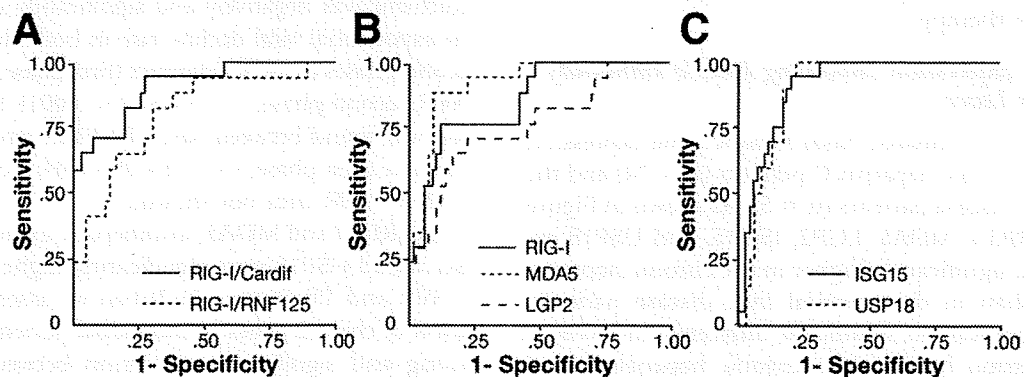 A
B
C
Sensitivity
1.00
.75
.50
.25
0
RIG-I/Cardif
RIG-I/RNF125
.25
.50
.75
1.00
1- Specificity
Sensitivity
1.00
.75
.50
.25
0
RIG-I
MDA5
LGP2
.25
.50
.75
1.00
1- Specificity
Sensitivity
1.00
.75
.50
.25
0
ISG15
USP18
.25
.50
.75
1.00
1- Specificity